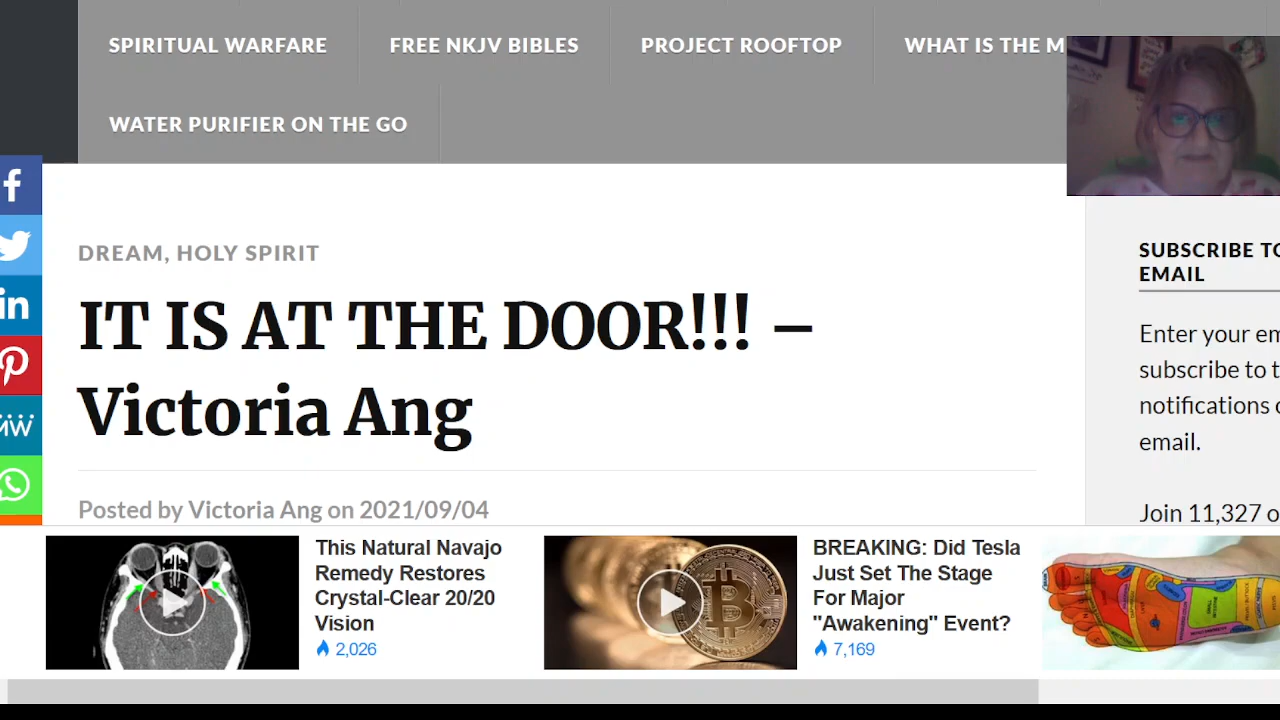 SPIRITUAL WARFARE
FREE NKJV BIBLES
PROJECT ROOFTOP
WHAT IS THE M
WATER PURIFIER ON THE GO
DREAM, HOLY SPIRIT
IT IS AT THE DOOR!!! –
Victoria Ang
Posted by Victoria Ang on 2021/09/04
SUBSCRIBE TO
EMAIL
Enter your em
subscribe to t
notifications
email.
Join 11,327
This Natural Navajo
Remedy Restores
Crystal-Clear 20/20
Vision
2,026
BREAKING: Did Tesla
Just Set The Stage
For Major
"Awakening" Event?
7,169